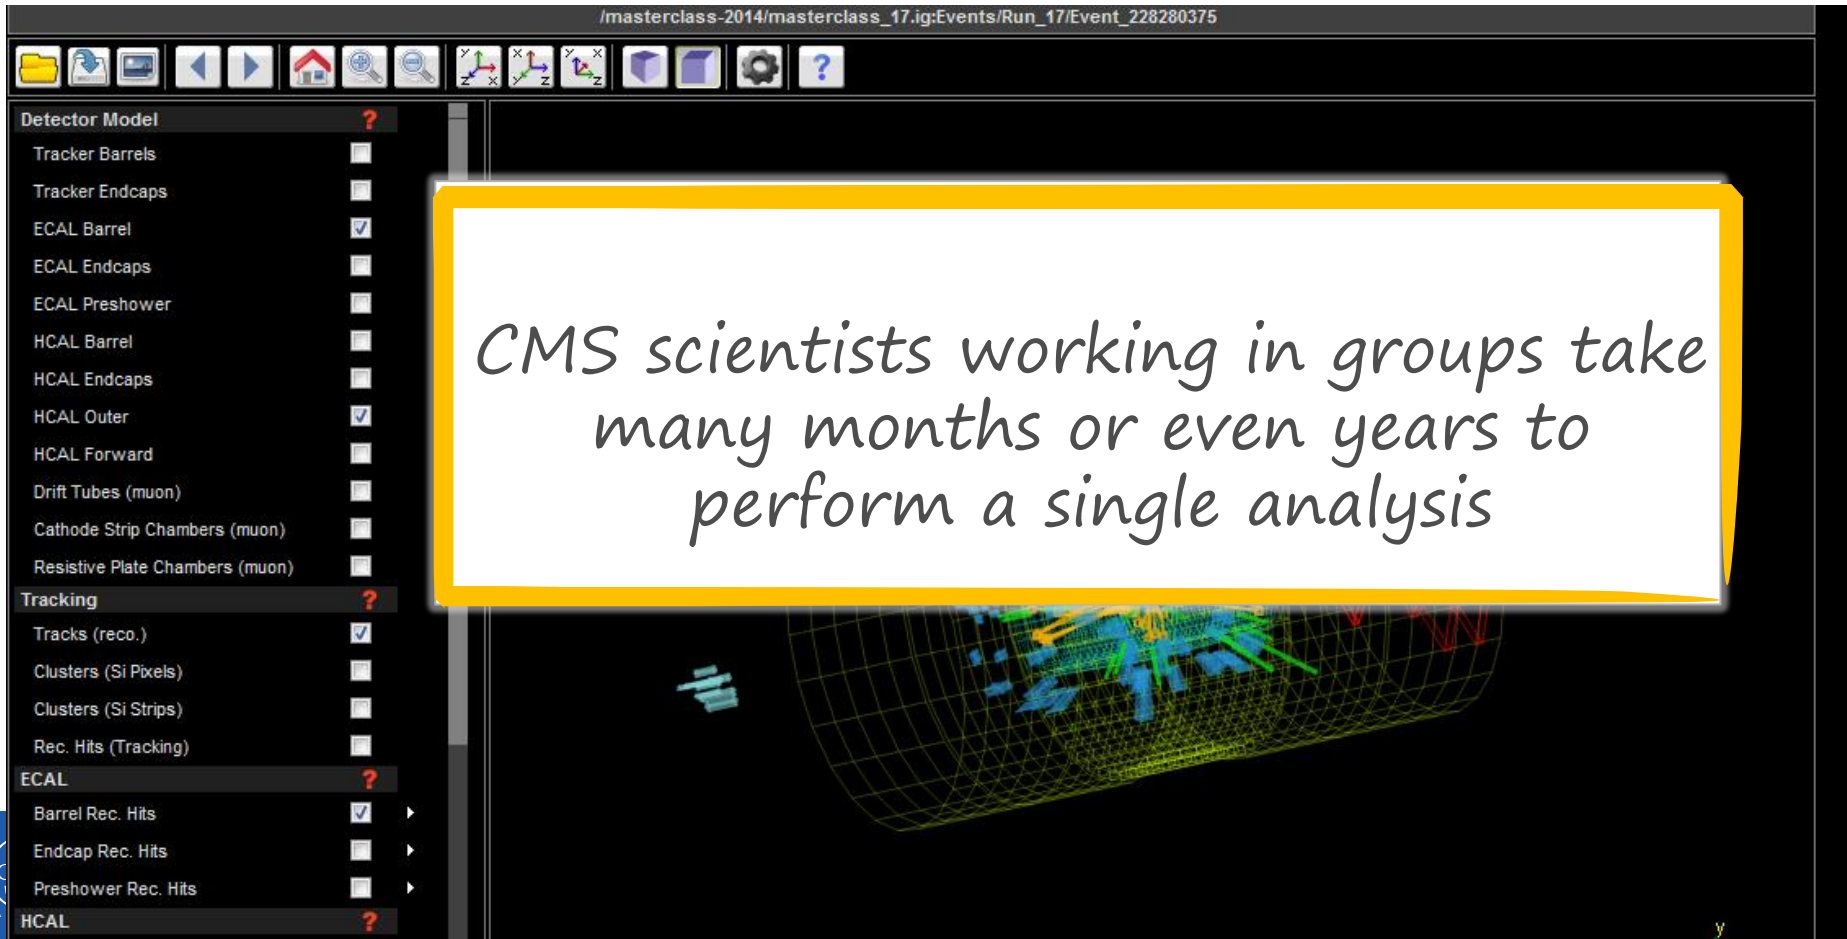 /masterclass-2014/masterclass_17.ig:Events/Run_17/Event_228280375
Y
Z X
X
Y Z
Y X
Z
?
Detector Model ?
Tracker Barrels
Tracker Endcaps
ECAL Barrel
ECAL Endcaps
ECAL Preshower
HCAL Barrel
HCAL Endcaps
HCAL Outer
HCAL Forward
Drift Tubes (muon)
Cathode Strip Chambers (muon)
Resistive Plate Chambers (muon)
Tracking ?
Tracks (reco.)
Clusters (Si Pixels)
Clusters (Si Strips)
Rec. Hits (Tracking)
ECAL ?
Barrel Rec. Hits
Endcap Rec. Hits
Preshower Rec. Hits
HCAL ?
CMS scientists working in groups take
many months or even years to
perform a single analysis
y